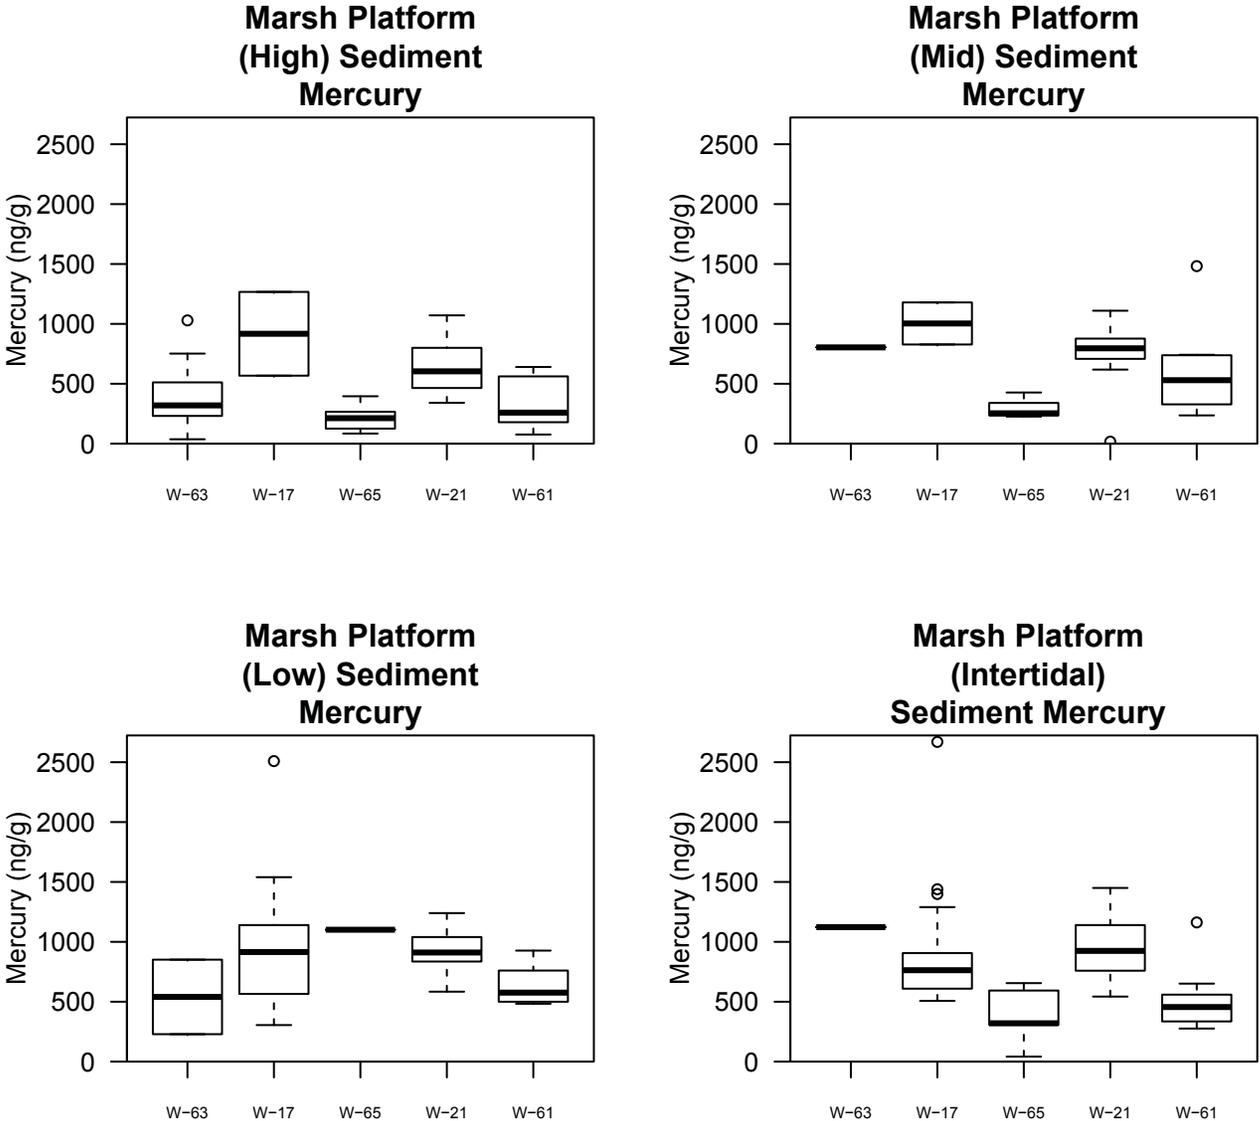 Marsh Platform
(High) Sediment
Mercury
Mercury (ng/g)
2500
2000
1500
1000
500
0
W−63 W−17 W−65 W−21 W−61
Marsh Platform
(Mid) Sediment
Mercury
Mercury (ng/g)
2500
2000
1500
1000
500
0
W−63 W−17 W−65 W−21 W−61
Marsh Platform
(Low) Sediment
Mercury
Mercury (ng/g)
2500
2000
1500
1000
500
0
W−63 W−17 W−65 W−21 W−61
Marsh Platform
(Intertidal)
Sediment Mercury
Mercury (ng/g)
2500
2000
1500
1000
500
0
W−63 W−17 W−65 W−21 W−61